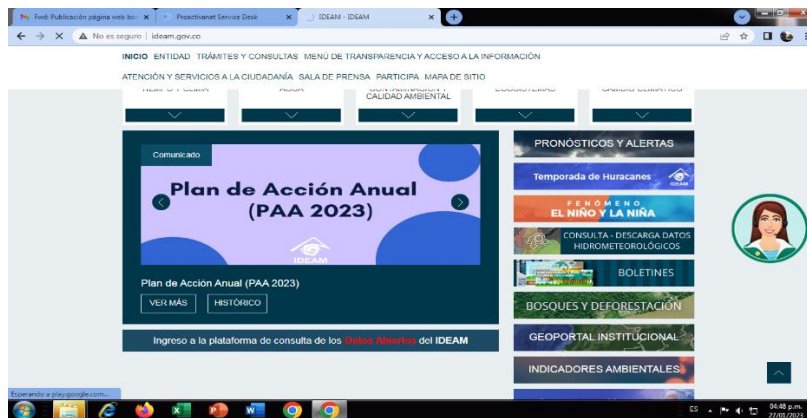 Fwd: Publicación página web
Proactivanet Service Desk
IDEAM - IDEAM
No es seguro | ideam.gov.co
INICIO ENTIDAD TRÁMITES Y CONSULTAS MENÚ DE TRANSPARENCIA Y ACCESO A LA INFORMACIÓN
ATENCIÓN Y SERVICIOS A LA CIUDADANÍA SALA DE PRENSA PARTICIPA MAPA DE SITIO
CALIDAD AMBIENTAL
Comunicado
Plan de Acción Anual
(PAA 2023)
IDEAM
Plan de Acción Anual (PAA 2023)
VER MÁS HISTÓRICO
Ingreso a la plataforma de consulta de los Datos Abiertos del IDEAM
PRONÓSTICOS Y ALERTAS
Temporada de Huracanes
IDEAM
FENÓMENO
EL NIÑO Y LA NIÑA
CONSULTA - DESCARGA DATOS
HIDROMETEOROLÓGICOS
BOLETINES
BOSQUES Y DEFORESTACIÓN
GEOPORTAL INSTITUCIONAL
INDICADORES AMBIENTALES
Esperando a play.google.com...
ES
04:48 p.m.
27/01/2023